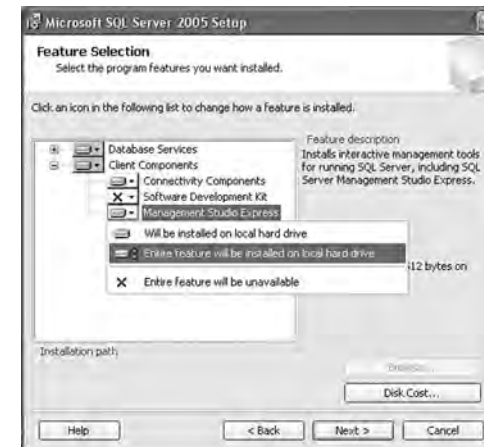 Microsoft SQL Server 2005 Setup
Feature Selection
Select the program features you want installed.
Click an icon in the following list to change how a feature is installed.
Database Services
Client Components
Connectivity Components
Software Development Kit
Management Studio Express
Will be installed on local hard drive
Entire feature will be installed on local hard drive
Entire feature will be unavailable
Feature description
Installs interactive management tools
for running SQL Server, including SQL
Server Management Studio Express.
512 bytes on
Installation path
Browse...
Disk Cost...
Help
< Back
Next >
Cancel